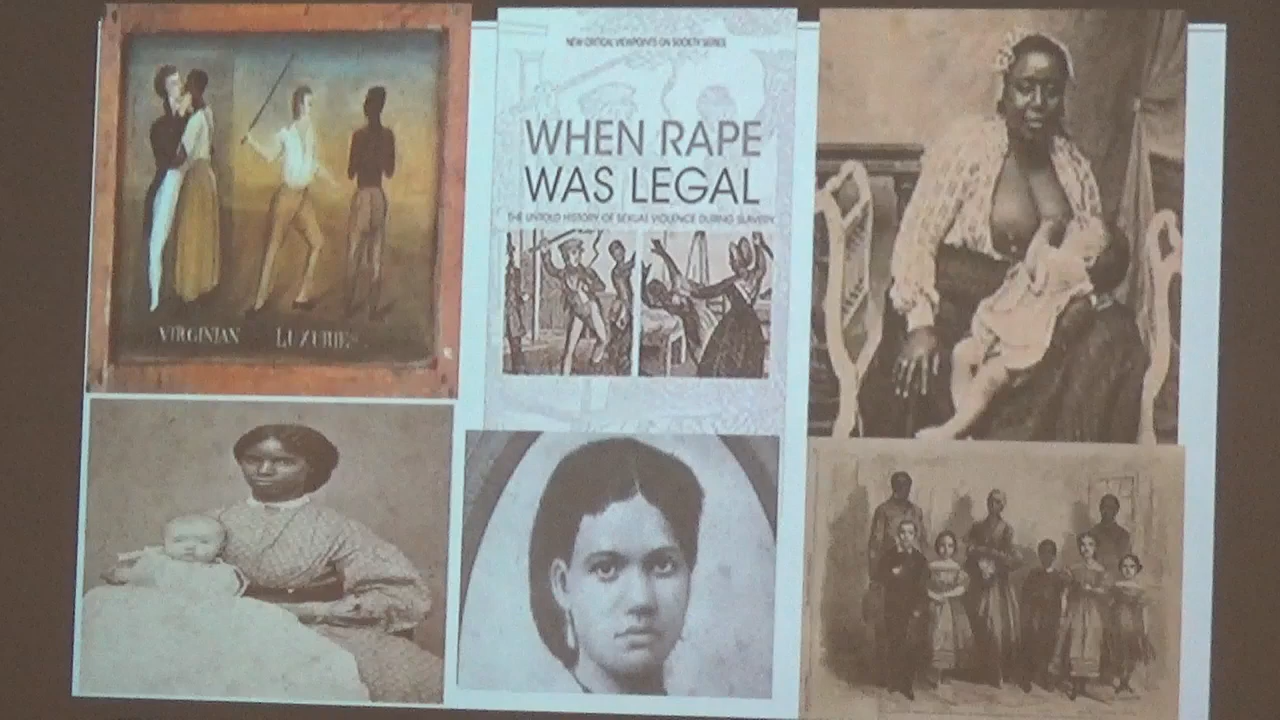 NEW CRITICAL VIEWPOINTS ON SOCIETY SERIES
WHEN RAPE
WAS LEGAL
THE UNTOLD HISTORY OF SEXUAL VIOLENCE DURING SLAVERY
VIRGINIAN LUXURIES